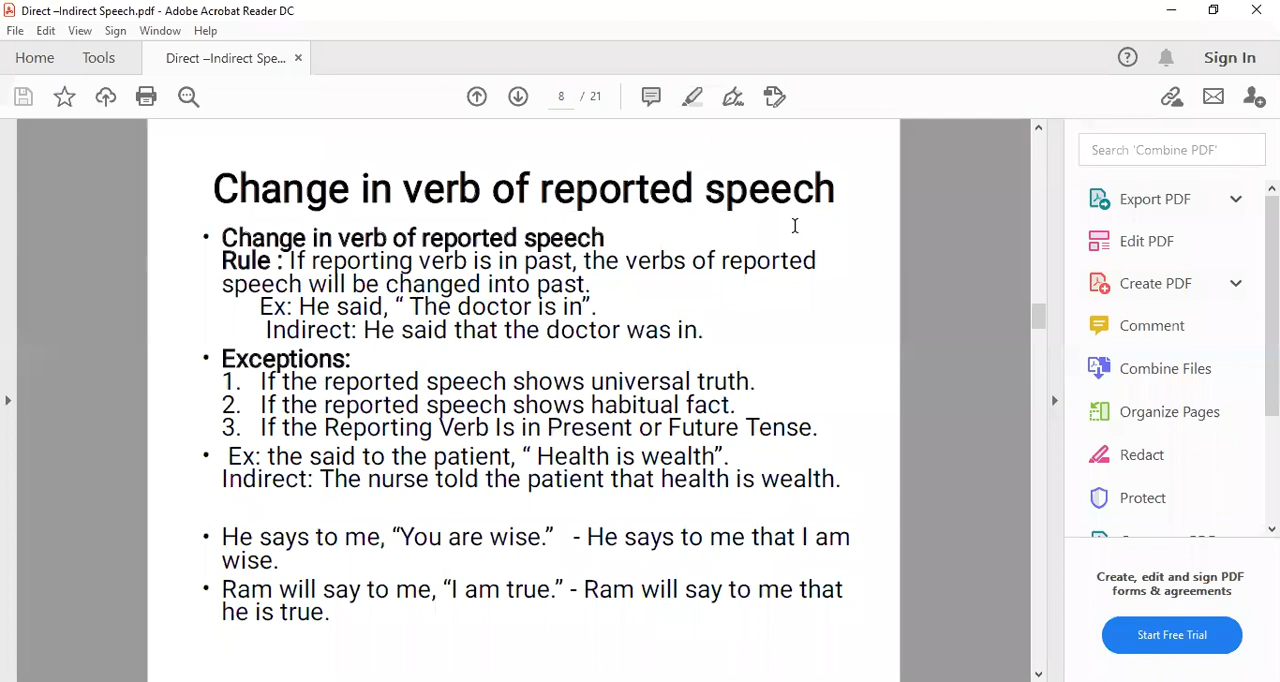 Direct –Indirect Speech.pdf - Adobe Acrobat Reader DC
File Edit View Sign Window Help
Home Tools Direct –Indirect Spe... × Sign In
8 / 21
Search 'Combine PDF'
Export PDF
Edit PDF
Create PDF
Comment
Combine Files
Organize Pages
Redact
Protect
Create, edit and sign PDF
forms & agreements
Start Free Trial
Change in verb of reported speech
• Change in verb of reported speech
Rule : If reporting verb is in past, the verbs of reported
speech will be changed into past.
Ex: He said, “ The doctor is in”.
Indirect: He said that the doctor was in.
• Exceptions:
1. If the reported speech shows universal truth.
2. If the reported speech shows habitual fact.
3. If the Reporting Verb Is in Present or Future Tense.
• Ex: the said to the patient, “ Health is wealth”.
Indirect: The nurse told the patient that health is wealth.
• He says to me, “You are wise.” - He says to me that I am
wise.
• Ram will say to me, “I am true.” - Ram will say to me that
he is true.